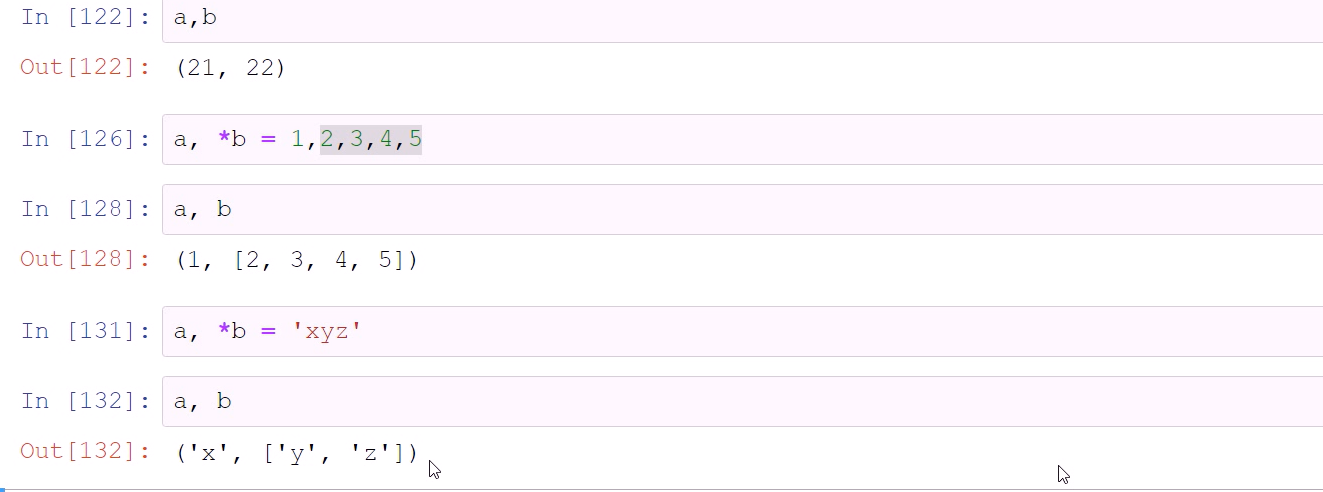 In [122]: a,b
Out[122]: (21, 22)
In [126]: a, *b = 1,2,3,4,5
In [128]: a, b
Out[128]: (1, [2, 3, 4, 5])
In [131]: a, *b = 'xyz'
In [132]: a, b
Out[132]: ('x', ['y', 'z'])